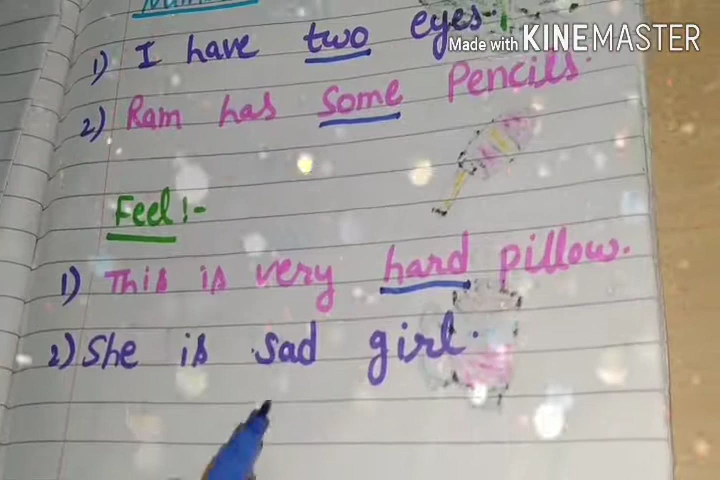 1) I have two eyes.
Made with KINEMASTER
2) Ram has some Pencils.
Feel :-
1) This is very hard pillow.
2) She is sad girl.